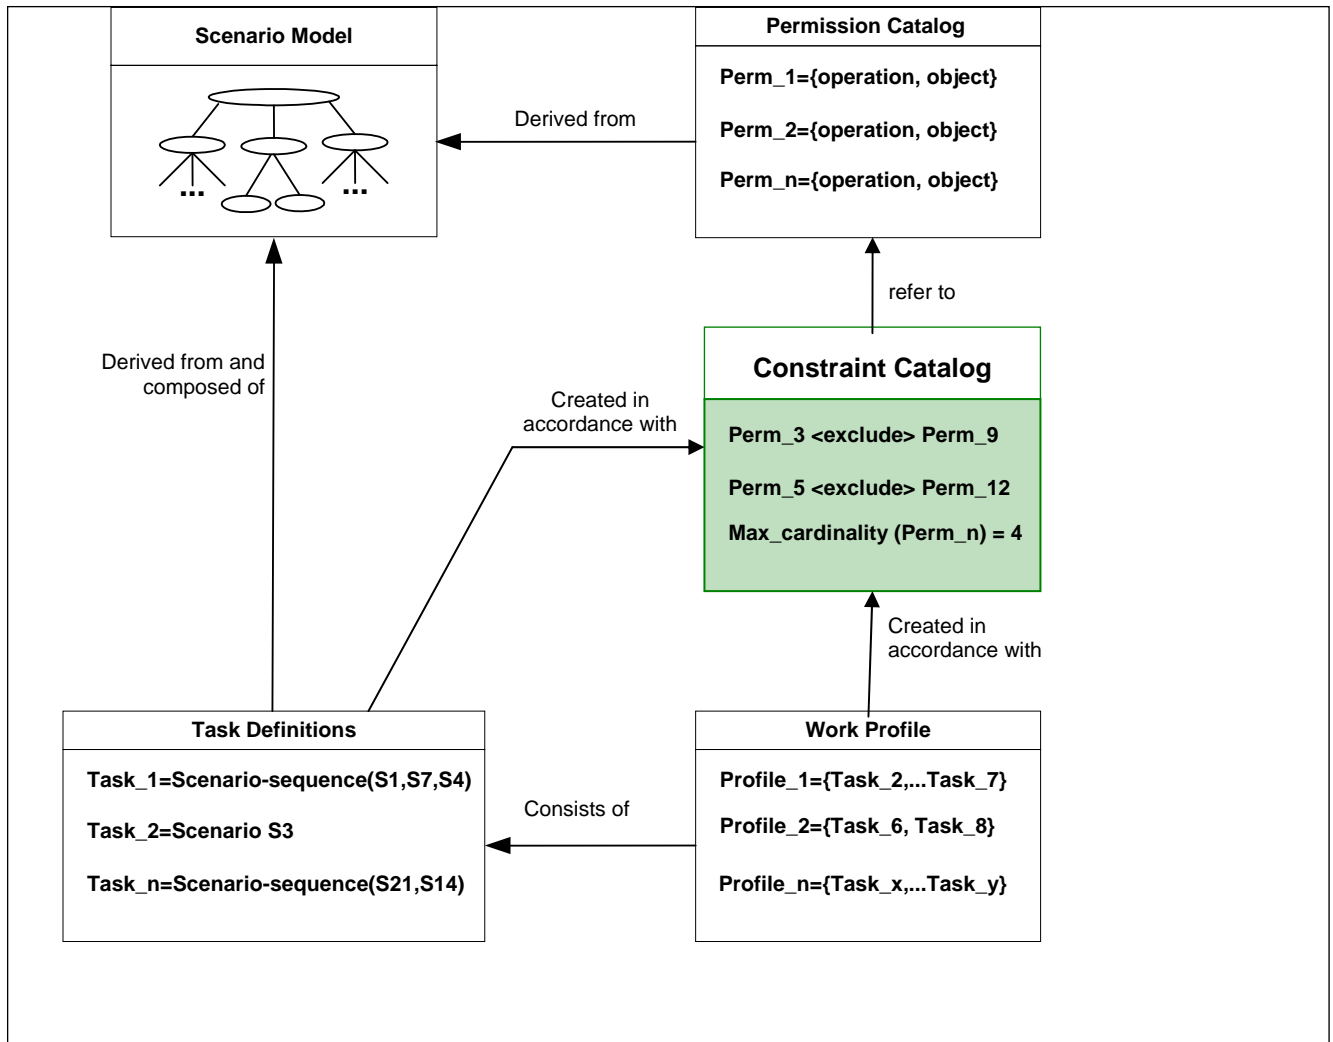 Scenario Model
...
...
Permission Catalog
Perm_1={operation, object}
Perm_2={operation, object}
Perm_n={operation, object}
Derived from
refer to
Derived from and
composed of
Created in
accordance with
Constraint Catalog
Perm_3 <exclude> Perm_9
Perm_5 <exclude> Perm_12
Max_cardinality (Perm_n) = 4
Created in
accordance with
Task Definitions
Task_1=Scenario-sequence(S1,S7,S4)
Task_2=Scenario S3
Task_n=Scenario-sequence(S21,S14)
Consists of
Work Profile
Profile_1={Task_2,...Task_7}
Profile_2={Task_6, Task_8}
Profile_n={Task_x,...Task_y}